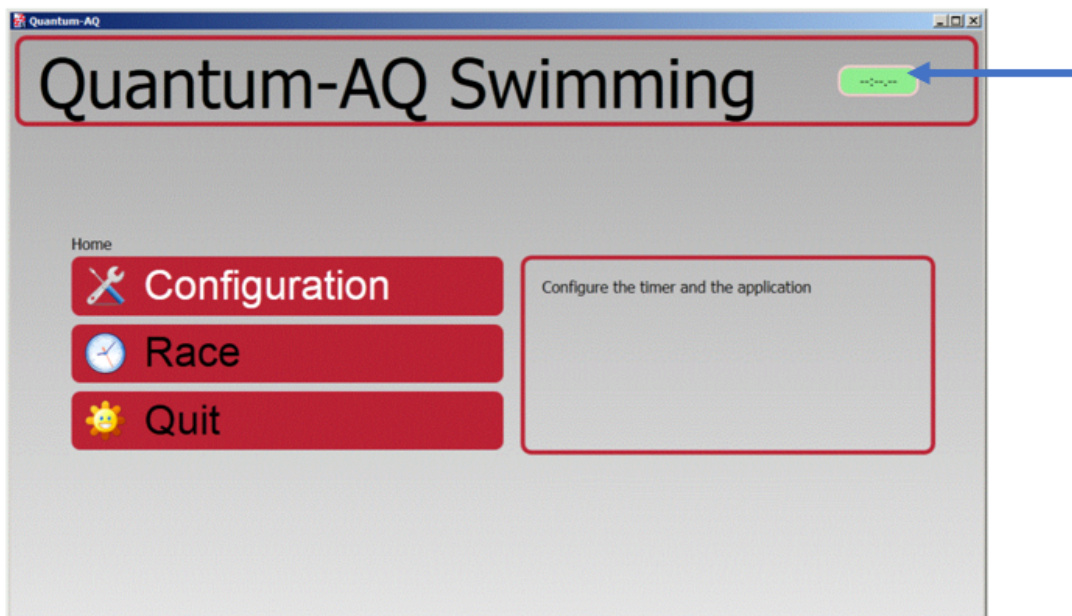 Quantum-AQ
Quantum-AQ Swimming
--:--.--
Home
Configuration
Configure the timer and the application
Race
Quit